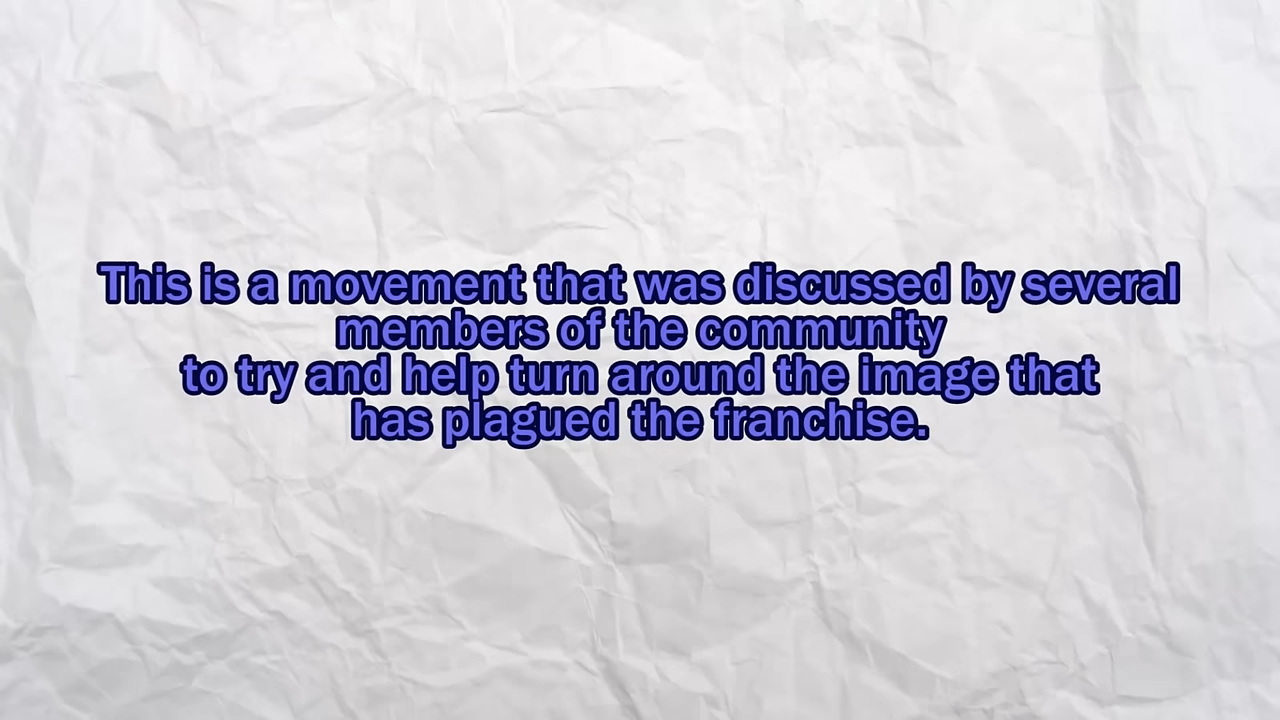 This is a movement that was discussed by several
members of the community
to try and help turn around the image that
has plagued the franchise.